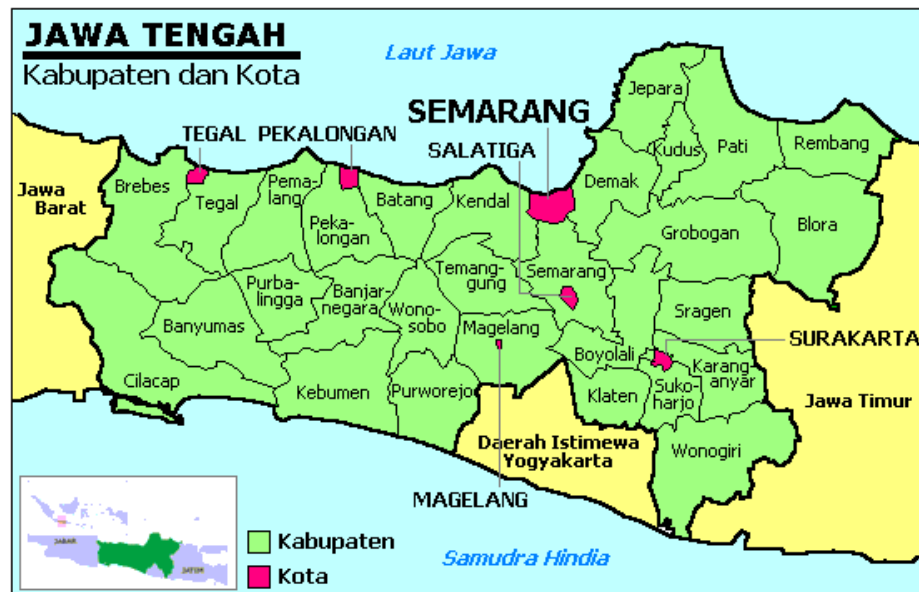 JAWA TENGAH
Kabupaten dan Kota
Laut Jawa
SEMARANG
TEGAL
PEKALONGAN
SALATIGA
Jepara
Kudus
Pati
Rembang
Jawa
Barat
Brebes
Tegal
Pema-
lang
Peka-
longan
Batang
Kendal
Demak
Grobogan
Blora
Temang-
gung
Semarang
Purba-
lingga
Banjar-
negara
Wono-
sobo
Banyumas
Magelang
Sragen
Boyolali
SURAKARTA
Karang-
anyar
Cilacap
Kebumen
Purworejo
Klaten
Suko-
harjo
Jawa Timur
Daerah Istimewa
Yogyakarta
Wonogiri
MAGELANG
Kabupaten
Kota
Samudra Hindia
JABAR
JATIM